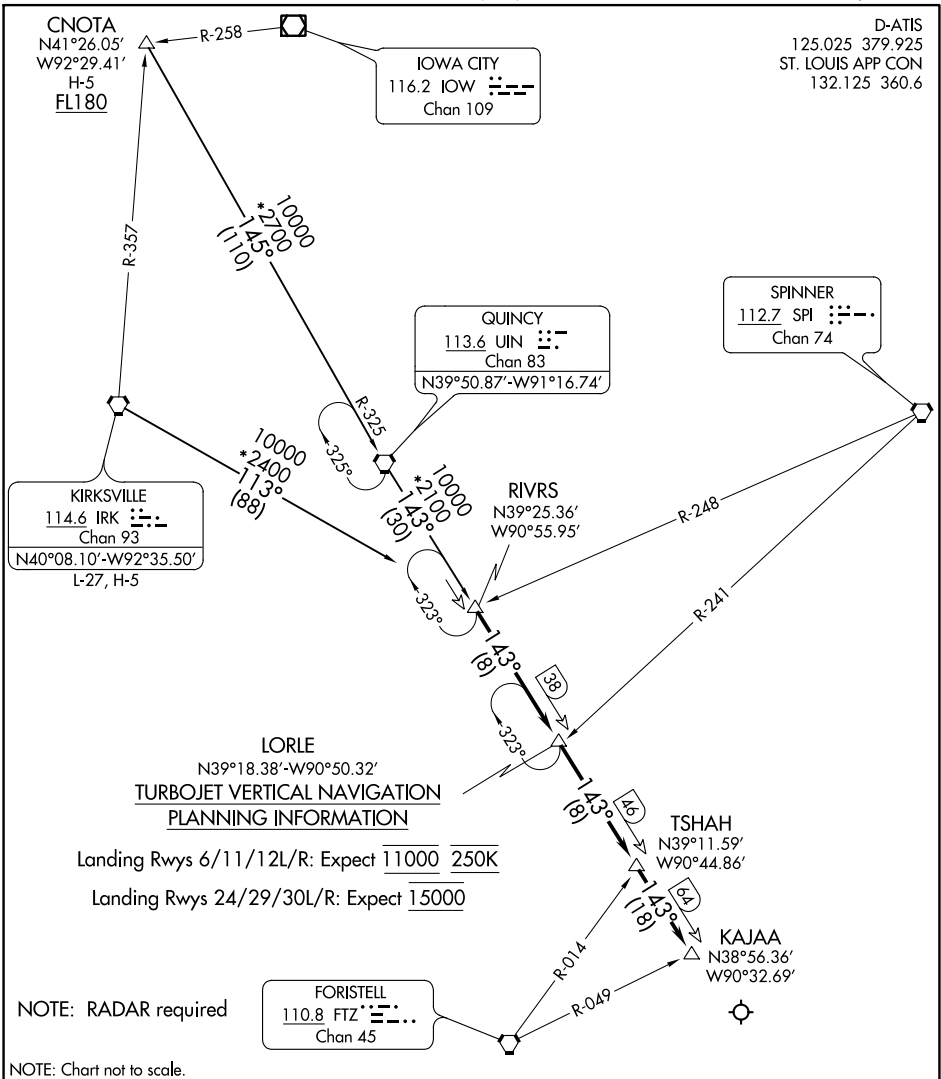 CNOTA
N41°26.05'
W92°29.41'
H-5
FL180
R-258
IOWA CITY
116.2 IOW
Chan 109
D-ATIS
125.025 379.925
ST. LOUIS APP CON
132.125 360.6
R-357
10000
*2700
145°
(110)
SPINNER
112.7 SPI
Chan 74
QUINCY
113.6 UIN
Chan 83
N39°50.87'-W91°16.74'
R-325
325°
10000
*2400
113°
(88)
KIRKSVILLE
114.6 IRK
Chan 93
N40°08.10'-W92°35.50'
L-27, H-5
10000
*2100
143°
(30)
RIVRS
N39°25.36'
W90°55.95'
R-248
R-241
323°
143°
(8)
38
323°
LORLE
N39°18.38'-W90°50.32'
TURBOJET VERTICAL NAVIGATION
PLANNING INFORMATION
Landing Rwys 6/11/12L/R: Expect 11000 250K
Landing Rwys 24/29/30L/R: Expect 15000
143°
(8)
46
TSHAH
N39°11.59'
W90°44.86'
143°
(18)
64
KAJAA
N38°56.36'
W90°32.69'
R-014
R-049
FORISTELL
110.8 FTZ
Chan 45
NOTE: RADAR required
NOTE: Chart not to scale.